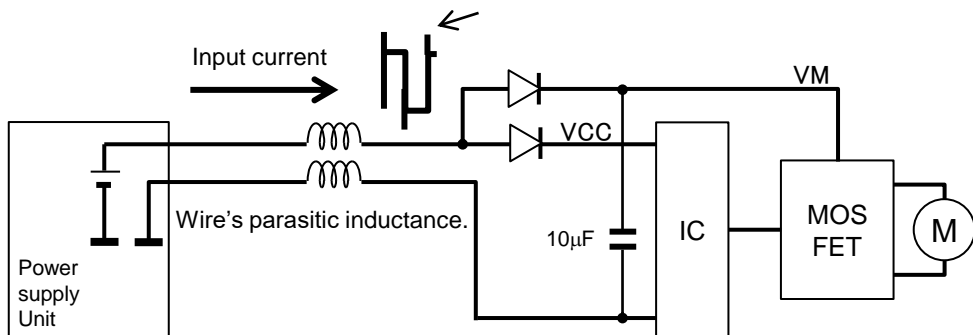 Input current
VM
VCC
Wire's parasitic inductance.
10μF
IC
MOS
FET
M
Power
supply
Unit